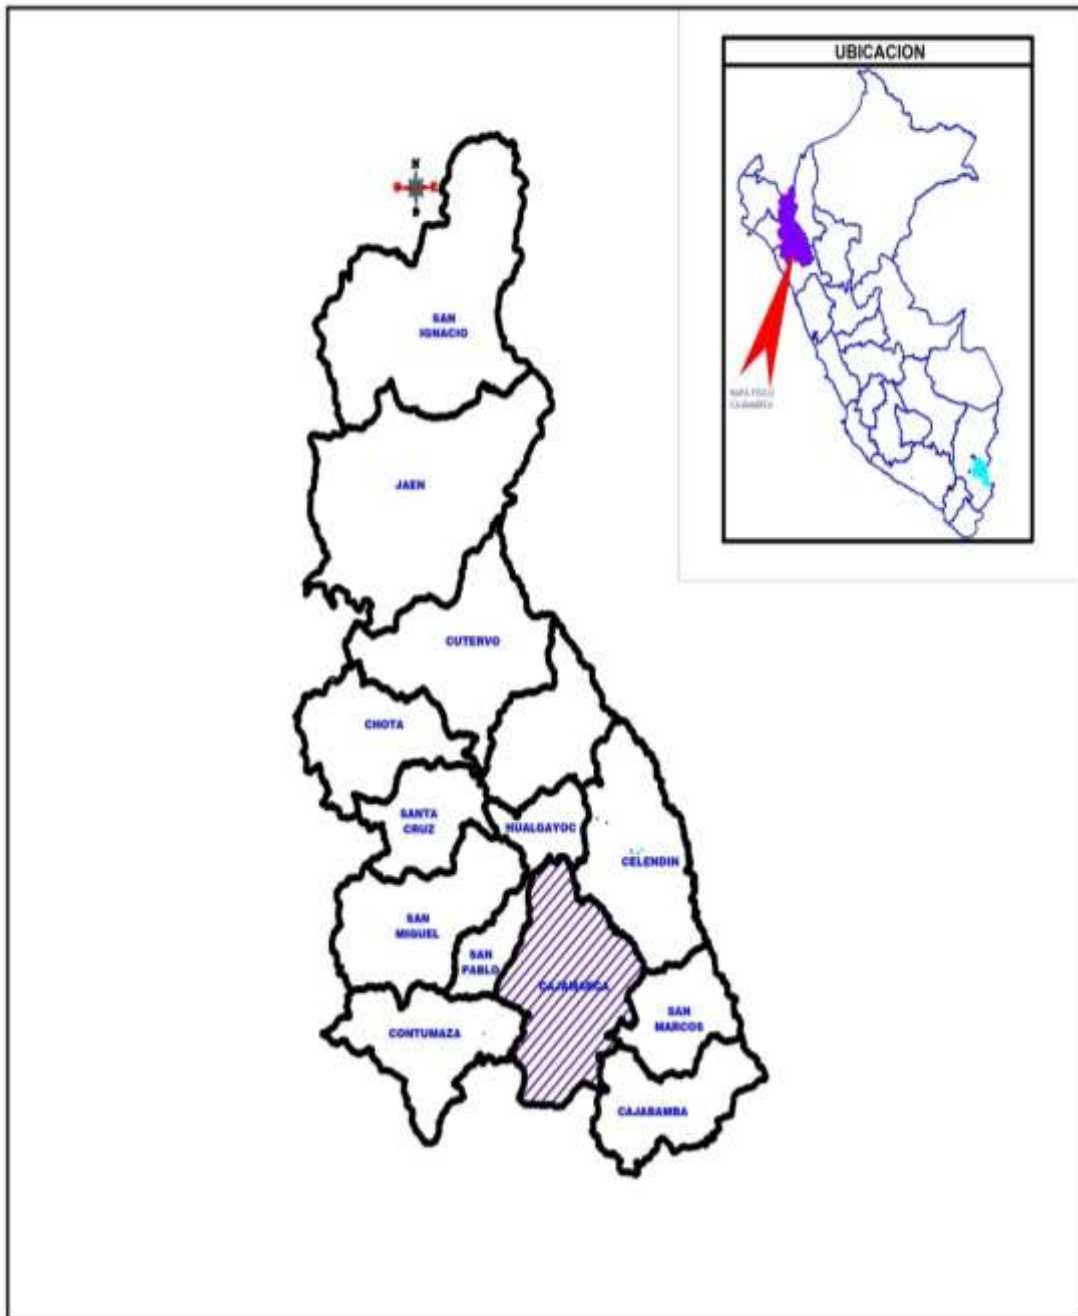 UBICACION
N
SAN
IGNACIO
JAEN
CUTERVO
CHOTA
SANTA
CRUZ
HUALGAYOC
CELENDIN
SAN
MIGUEL
SAN
PABLO
CAJAMARCA
SAN
MARCOS
CONTUMAZA
CAJABAMBA